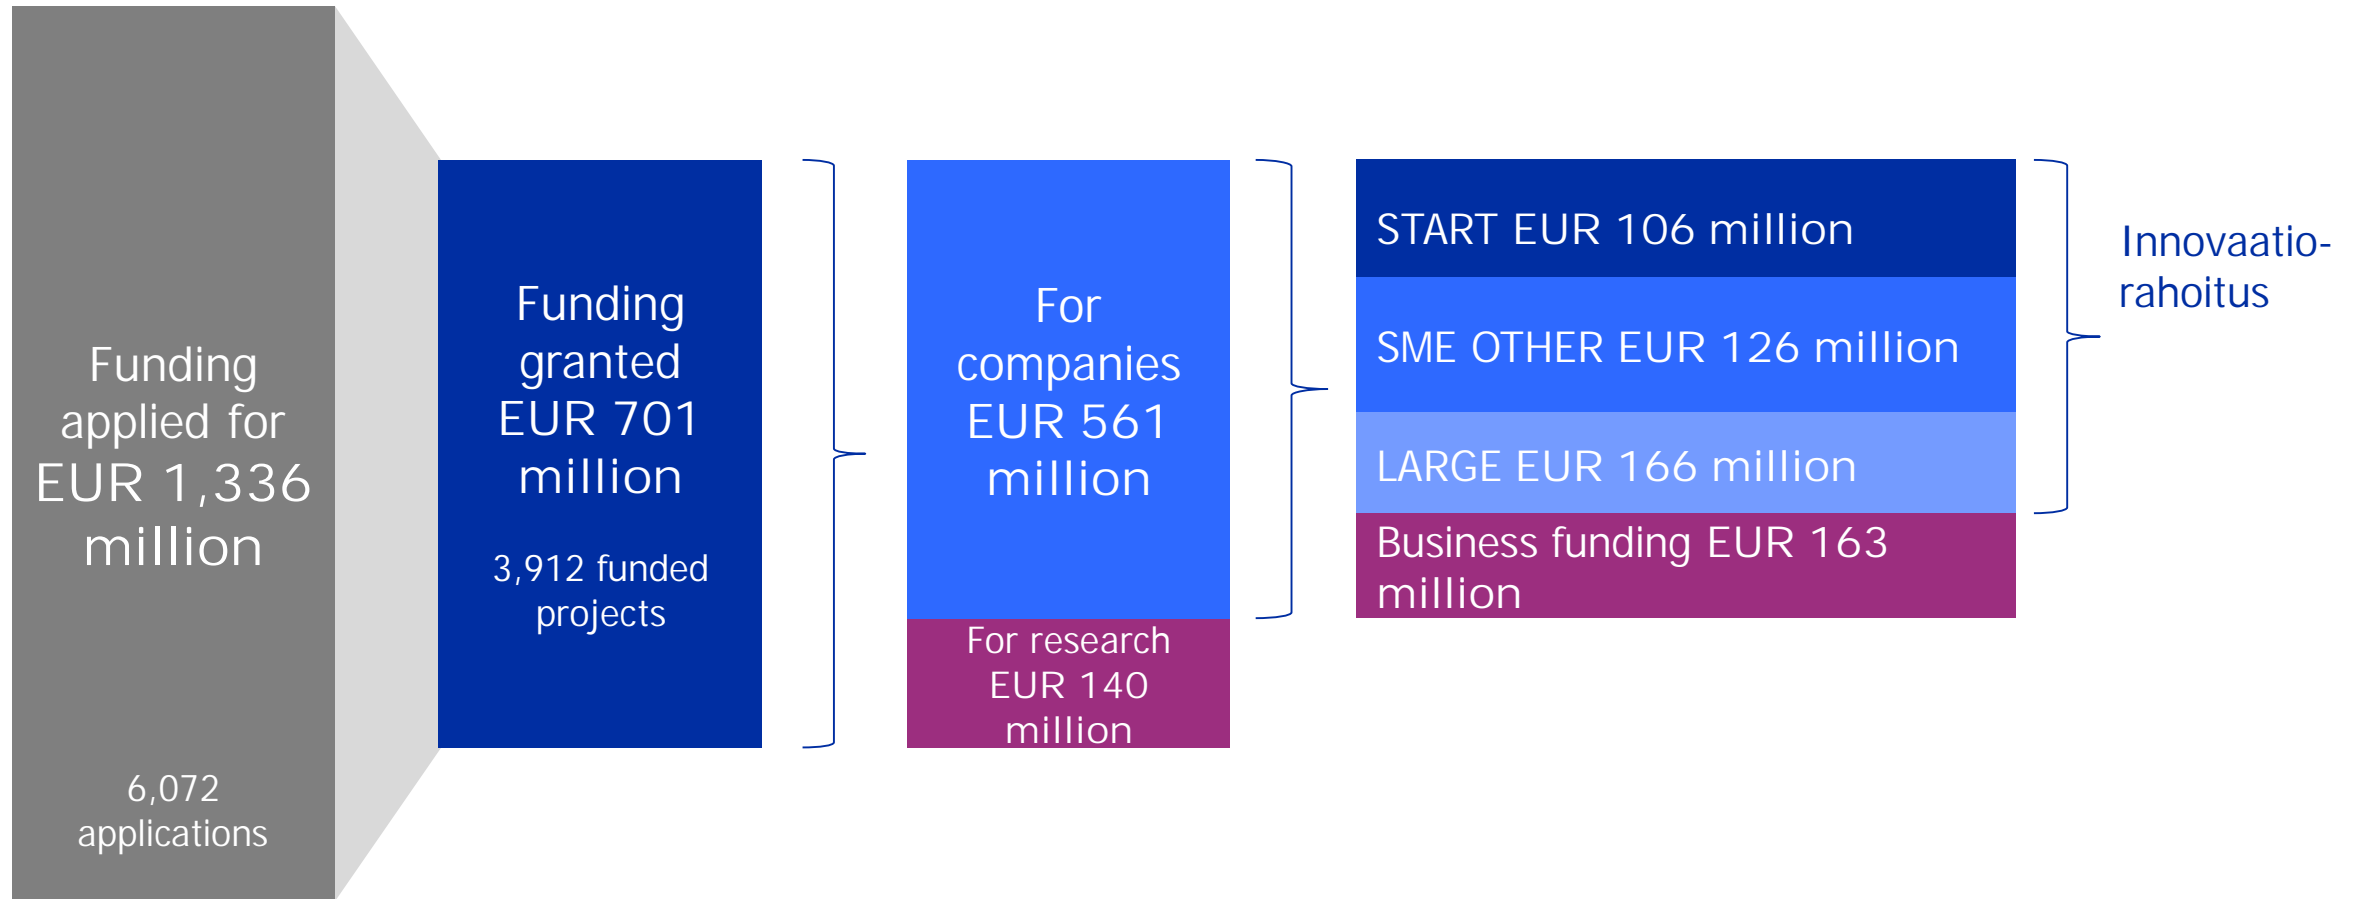 Funding
applied for
EUR 1,336
million
6,072
applications
Funding
granted
EUR 701
million
3,912 funded
projects
For
companies
EUR 561
million
For research
EUR 140
million
START EUR 106 million
SME OTHER EUR 126 million
LARGE EUR 166 million
Business funding EUR 163
million
Innovaatio-
rahoitus